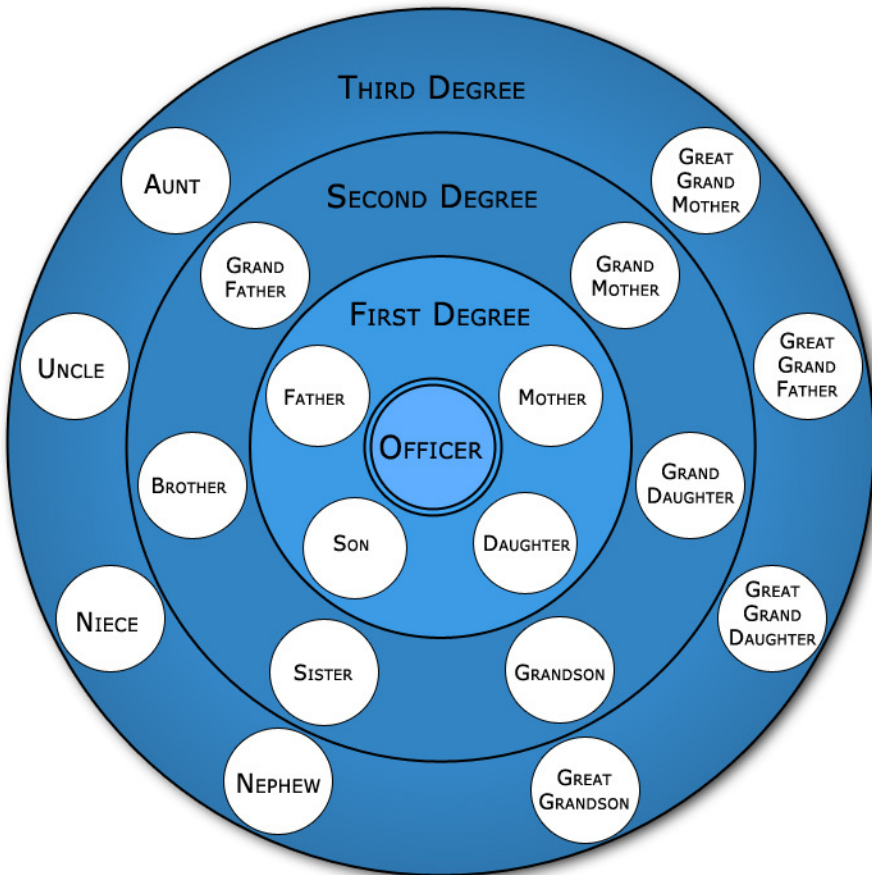 THIRD DEGREE
AUNT
GREAT
GRAND
MOTHER
SECOND DEGREE
GRAND
FATHER
GRAND
MOTHER
FIRST DEGREE
UNCLE
GREAT
GRAND
FATHER
FATHER
MOTHER
OFFICER
BROTHER
GRAND
DAUGHTER
SON
DAUGHTER
NIECE
GREAT
GRAND
DAUGHTER
SISTER
GRANDSON
NEPHEW
GREAT
GRANDSON